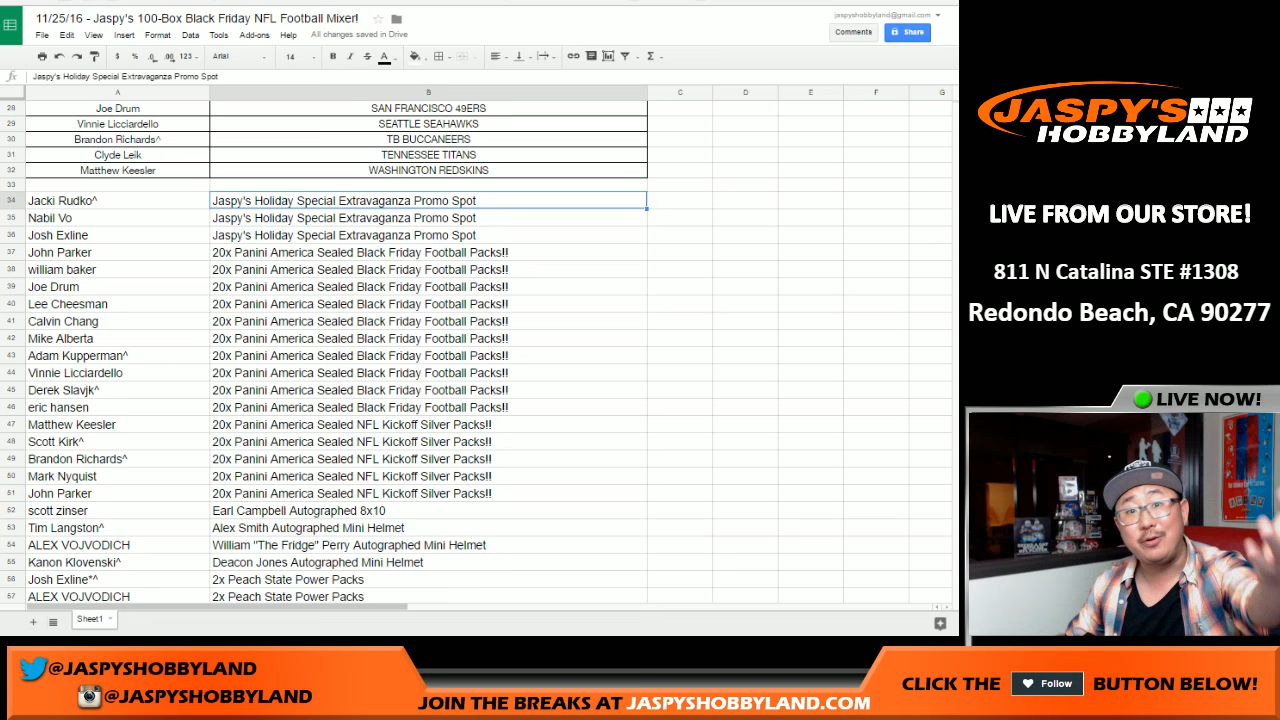 11/25/16 - Jaspy's 100-Box Black Friday NFL Football Mixer!
jaspyshobbyland@gmail.com
File Edit View Insert Format Data Tools Add-ons Help All changes saved in Drive
Comments Share
$ % .0 .00 123 Arial 14 B I S A
fx Jaspy's Holiday Special Extravaganza Promo Spot
A B C D E F G
28 Joe Drum SAN FRANCISCO 49ERS
29 Vinnie Licciardello SEATTLE SEAHAWKS
30 Brandon Richards^ TB BUCCANEERS
31 Clyde Leik TENNESSEE TITANS
32 Matthew Keesler WASHINGTON REDSKINS
33
34 Jacki Rudko^ Jaspy's Holiday Special Extravaganza Promo Spot
35 Nabil Vo Jaspy's Holiday Special Extravaganza Promo Spot
36 Josh Exline Jaspy's Holiday Special Extravaganza Promo Spot
37 John Parker 20x Panini America Sealed Black Friday Football Packs!!
38 william baker 20x Panini America Sealed Black Friday Football Packs!!
39 Joe Drum 20x Panini America Sealed Black Friday Football Packs!!
40 Lee Cheesman 20x Panini America Sealed Black Friday Football Packs!!
41 Calvin Chang 20x Panini America Sealed Black Friday Football Packs!!
42 Mike Alberta 20x Panini America Sealed Black Friday Football Packs!!
43 Adam Kupperman^ 20x Panini America Sealed Black Friday Football Packs!!
44 Vinnie Licciardello 20x Panini America Sealed Black Friday Football Packs!!
45 Derek Slavjk^ 20x Panini America Sealed Black Friday Football Packs!!
46 eric hansen 20x Panini America Sealed Black Friday Football Packs!!
47 Matthew Keesler 20x Panini America Sealed NFL Kickoff Silver Packs!!
48 Scott Kirk^ 20x Panini America Sealed NFL Kickoff Silver Packs!!
49 Brandon Richards^ 20x Panini America Sealed NFL Kickoff Silver Packs!!
50 Mark Nyquist 20x Panini America Sealed NFL Kickoff Silver Packs!!
51 John Parker 20x Panini America Sealed NFL Kickoff Silver Packs!!
52 scott zinser Earl Campbell Autographed 8x10
53 Tim Langston^ Alex Smith Autographed Mini Helmet
54 ALEX VOJVODICH William "The Fridge" Perry Autographed Mini Helmet
55 Kanon Klovenski^ Deacon Jones Autographed Mini Helmet
56 Josh Exline*^ 2x Peach State Power Packs
57 ALEX VOJVODICH 2x Peach State Power Packs
Sheet1
JASPY'S
HOBBYLAND
LIVE FROM OUR STORE!
811 N Catalina STE #1308
Redondo Beach, CA 90277
LIVE NOW!
@JASPYSHOBBYLAND
@JASPYSHOBBYLAND
JOIN THE BREAKS AT JASPYSHOBBYLAND.COM
CLICK THE Follow BUTTON BELOW!